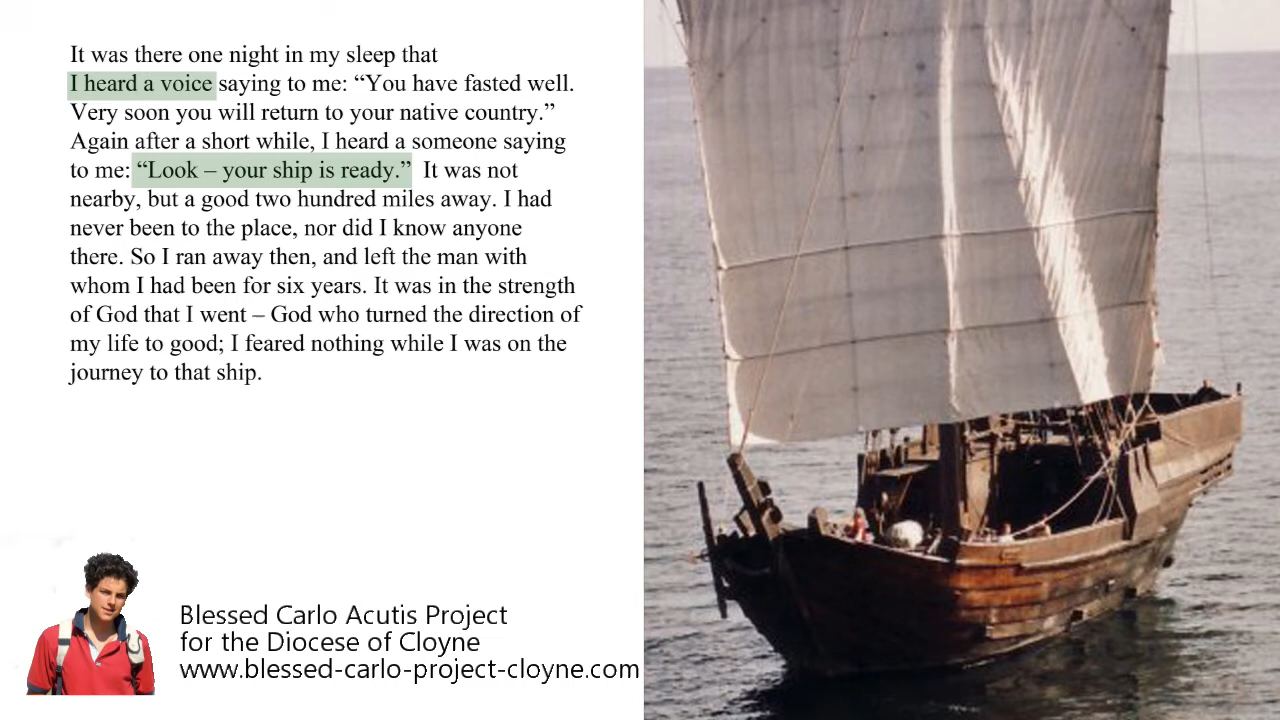 It was there one night in my sleep that
I heard a voice saying to me: “You have fasted well.
Very soon you will return to your native country.”
Again after a short while, I heard a someone saying
to me: “Look – your ship is ready.” It was not
nearby, but a good two hundred miles away. I had
never been to the place, nor did I know anyone
there. So I ran away then, and left the man with
whom I had been for six years. It was in the strength
of God that I went – God who turned the direction of
my life to good; I feared nothing while I was on the
journey to that ship.
Blessed Carlo Acutis Project
for the Diocese of Cloyne
www.blessed-carlo-project-cloyne.com